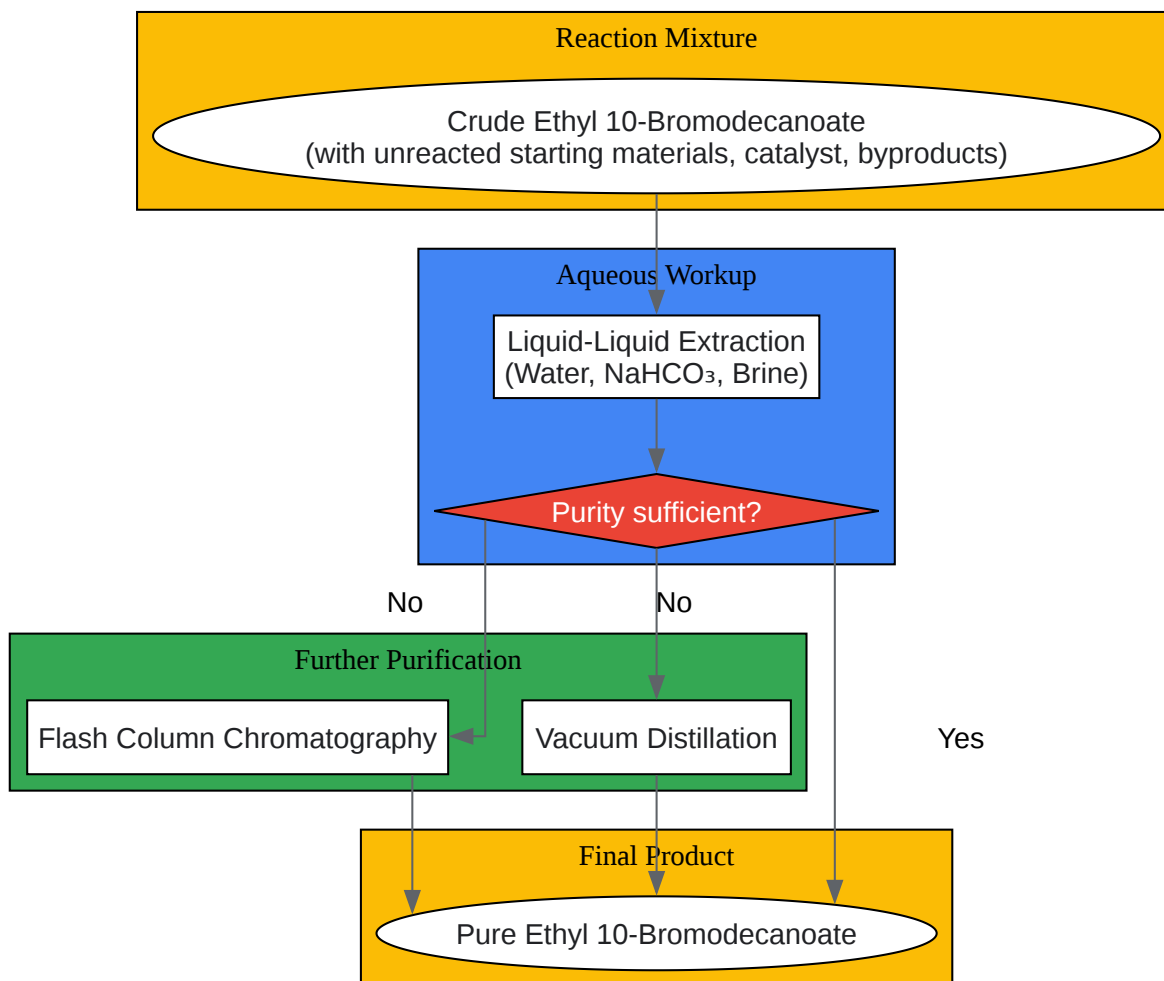 Reaction Mixture
Crude Ethyl 10-Bromodecanoate
(with unreacted starting materials, catalyst, byproducts)
Aqueous Workup
Liquid-Liquid Extraction
(Water, NaHCO₃, Brine)
Purity sufficient?
No
No
Further Purification
Flash Column Chromatography
Vacuum Distillation
Yes
Final Product
Pure Ethyl 10-Bromodecanoate